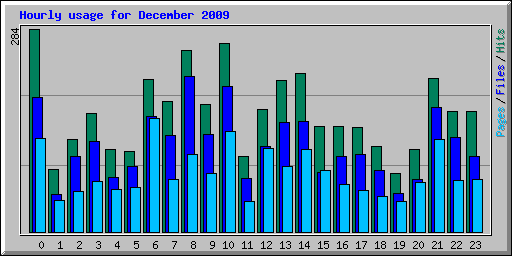 Hourly usage for December 2009
284
Pages / Files / Hits
0 1 2 3 4 5 6 7 8 9 10 11 12 13 14 15 16 17 18 19 20 21 22 23